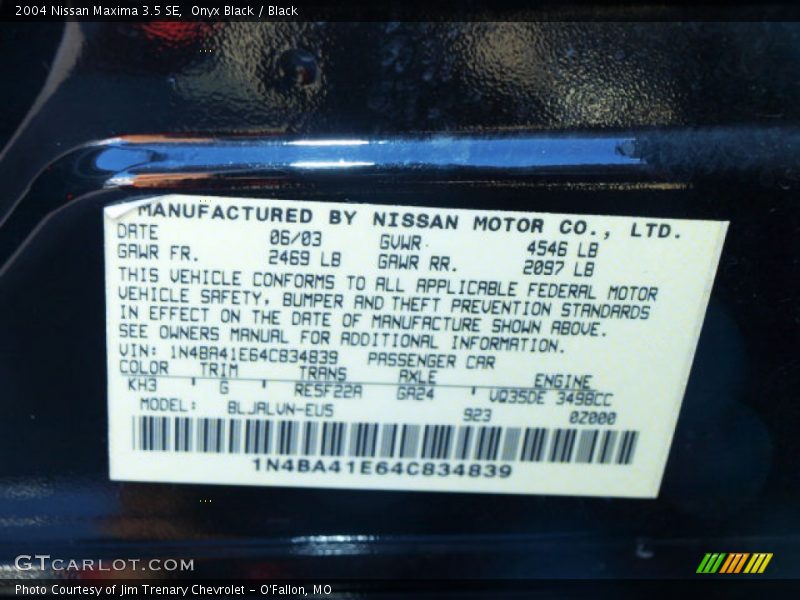 2004 Nissan Maxima 3.5 SE, Onyx Black / Black
MANUFACTURED BY NISSAN MOTOR CO., LTD.
DATE 06/03 GVWR 4546 LB
GAWR FR. 2469 LB GAWR RR. 2097 LB
THIS VEHICLE CONFORMS TO ALL APPLICABLE FEDERAL MOTOR
VEHICLE SAFETY, BUMPER AND THEFT PREVENTION STANDARDS
IN EFFECT ON THE DATE OF MANUFACTURE SHOWN ABOVE.
SEE OWNERS MANUAL FOR ADDITIONAL INFORMATION.
VIN: 1N4BA41E64C834839 PASSENGER CAR
COLOR TRIM TRANS AXLE ENGINE
KH3 G RE5F22A GA24 VQ35DE 3498CC
MODEL: BLJALVN-EUS 923 0Z000
1N4BA41E64C834839
GTCARLOT.COM
Photo Courtesy of Jim Trenary Chevrolet - O'Fallon, MO